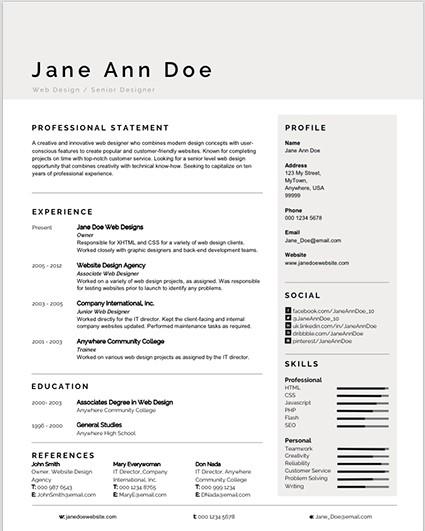 Jane Ann Doe
Web Design / Senior Designer
PROFESSIONAL STATEMENT
A creative and innovative web designer who combines modern design concepts with user-
conscious features to create popular and customer-friendly websites. Known for completing
projects on time with top-notch customer service. Looking for a senior level web design
opportunity that combines creativity with technical know-how. Seeking to capitalize on ten
years of professional experience.
EXPERIENCE
Present
Jane Doe Web Designs
Owner
Responsible for XHTML and CSS for a variety of web design clients.
Worked closely with graphic designers and back-end development teams.
2005 - 2012
Website Design Agency
Associate Web Designer
Worked on a variety of web design projects, as assigned. Was responsible
for testing websites prior to launch to identify any problems.
2003 - 2005
Company International, Inc.
Junior Web Designer
Worked directly for the IT director. Kept the client-facing and internal
company websites updated. Performed maintenance tasks as required.
2001 - 2003
Anywhere Community College
Trainee
Worked on various web design projects as assigned by the IT director.
EDUCATION
2000- 2003
Associates Degree in Web Design
Anywhere Community College
1996 - 2000
General Studies
Anywhere High School
REFERENCES
John Smith
Owner, Website Design
Agency
T: 000 987 6543
E: JohnSmith@email.com
Mary Everywoman
IT Director, Company
International, Inc.
T: 000 1234 8765
E: MaryE@email.com
Don Nada
IT Director, Anywhere
Community College
T: 000 999 1234
E: DNada@email.com
PROFILE
Name
Jane Ann Doe
Address
123 My Street,
MyTown,
Anywhere, USA
99999
Phone
000 1234 5678
Email
Jane_Doe@email.com
Website
www.janedoewebsite.com
SOCIAL
facebook.com/JaneAnnDoe_10
@JaneAnnDoe_10
uk.linkedin.com/in/JaneAnnDoe
dribbble.com/JaneAnnDoe
pinterest/JaneAnnDoe
SKILLS
Professional
HTML
CSS
Javascript
PHP
Flash
SEO
Personal
Teamwork
Creativity
Reliability
Customer Service
Problem Solving
Writing
w: janedoewebsite.com
t: 000 1234 5678
e: Jane_Doe@email.com